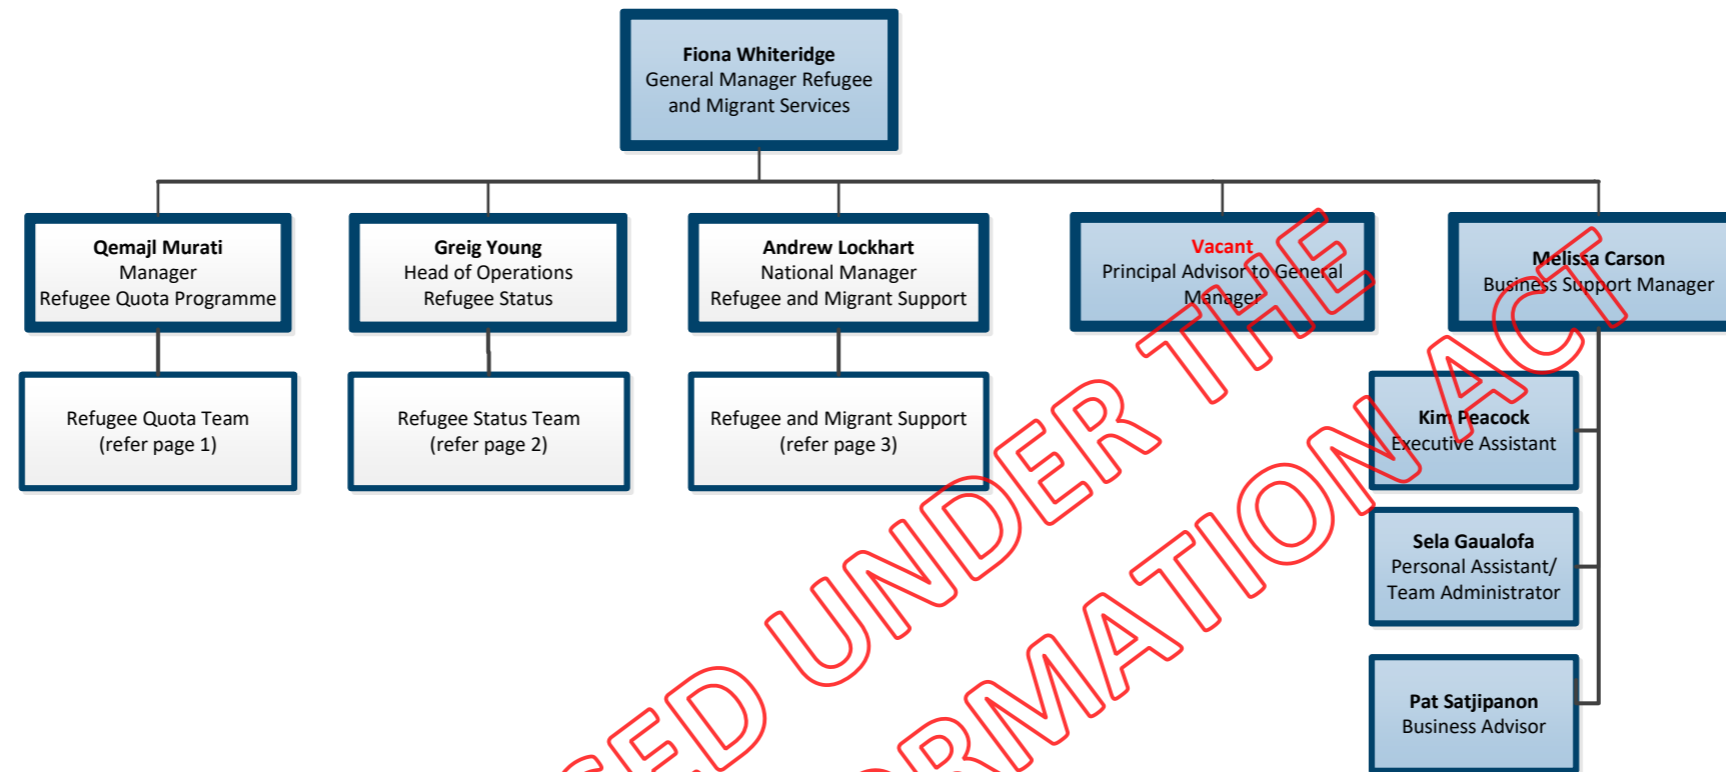 Fiona Whiteridge
General Manager Refugee
and Migrant Services
Qemajl Murati
Manager
Refugee Quota Programme
Greig Young
Head of Operations
Refugee Status
Andrew Lockhart
National Manager
Refugee and Migrant Support
Vacant
Principal Advisor to General
Manager
Melissa Carson
Business Support Manager
Refugee Quota Team
(refer page 1)
Refugee Status Team
(refer page 2)
Refugee and Migrant Support
(refer page 3)
Kim Peacock
Executive Assistant
Sela Gaualofa
Personal Assistant/
Team Administrator
Pat Satjipanon
Business Advisor
SED UNDER THE
ORMATION ACT